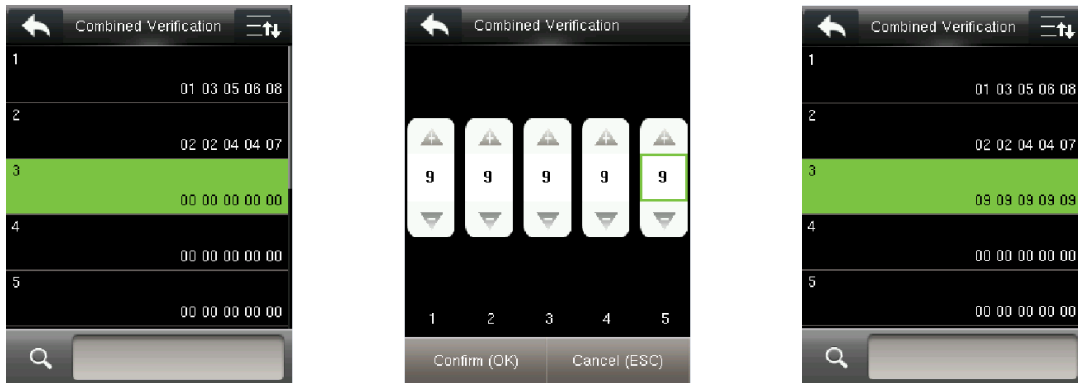 Combined Verification
1
01 03 05 06 08
2
02 02 04 04 07
3
00 00 00 00 00
4
00 00 00 00 00
5
00 00 00 00 00
Combined Verification
9 9 9 9 9
1 2 3 4 5
Confirm (OK) Cancel (ESC)
Combined Verification
1
01 03 05 06 08
2
02 02 04 04 07
3
09 09 09 09 09
4
00 00 00 00 00
5
00 00 00 00 00